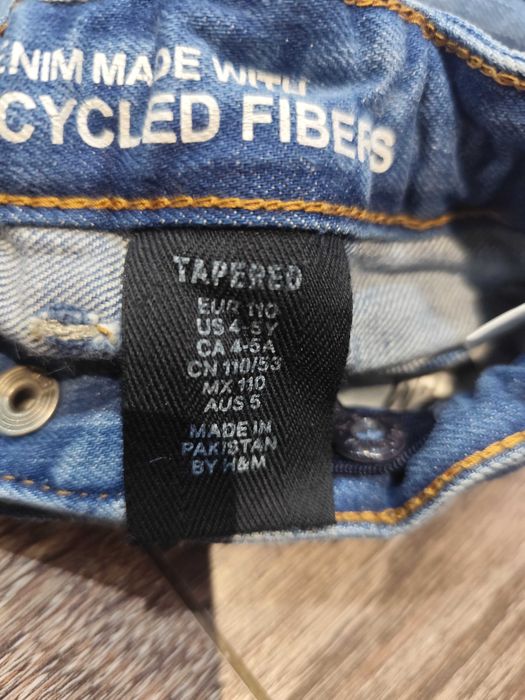 ENIM MADE WITH
CYCLED FIBERS
TAPERED
EUR 110
US 4-5Y
CA 4-5A
CN 110/53
MX 110
AUS 5
MADE IN
PAKISTAN
BY H&M